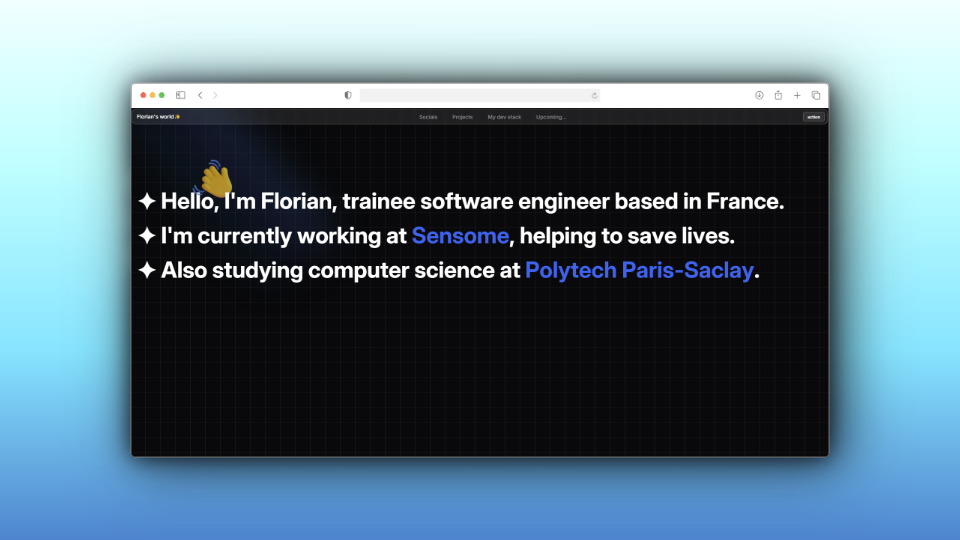 Florian's world✨
Socials Projects My dev stack Upcoming...
action
✦ Hello, I'm Florian, trainee software engineer based in France.
✦ I'm currently working at Sensome, helping to save lives.
✦ Also studying computer science at Polytech Paris-Saclay.